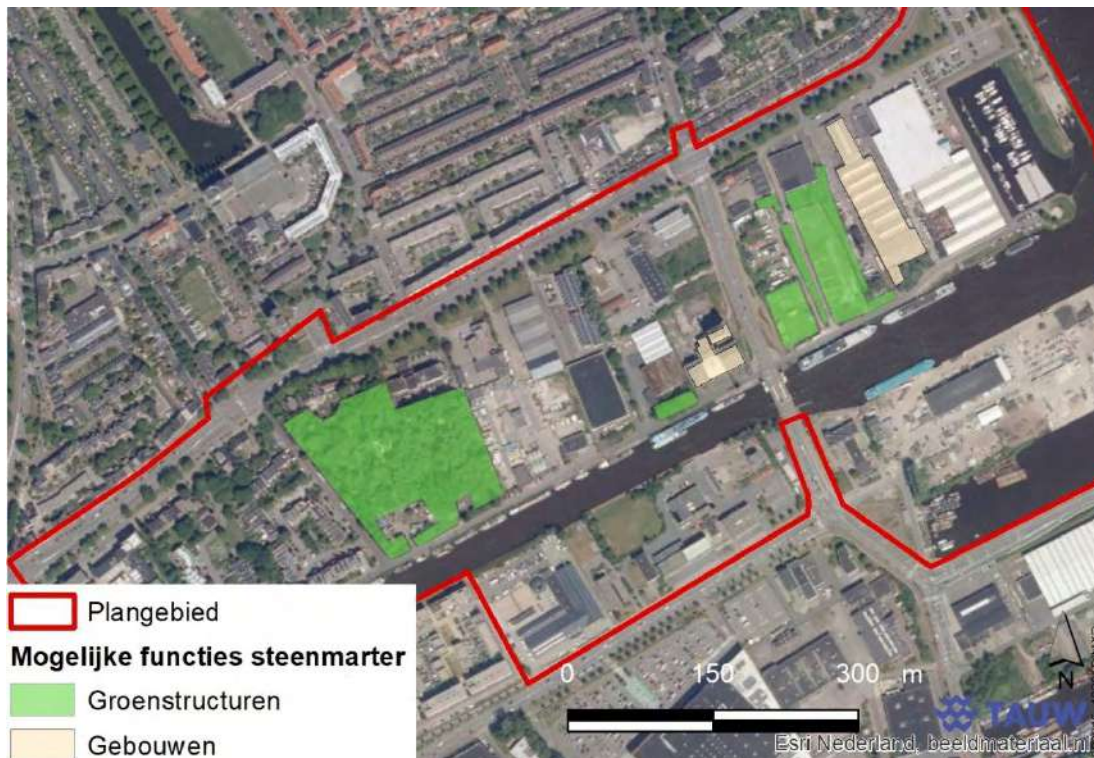 0 150 300 m
Plangebied
Mogelijke functies steenmarter
Groenstructuren
Gebouwen
N
TAUW
Esri Nederland, beeldmateriaal.nl